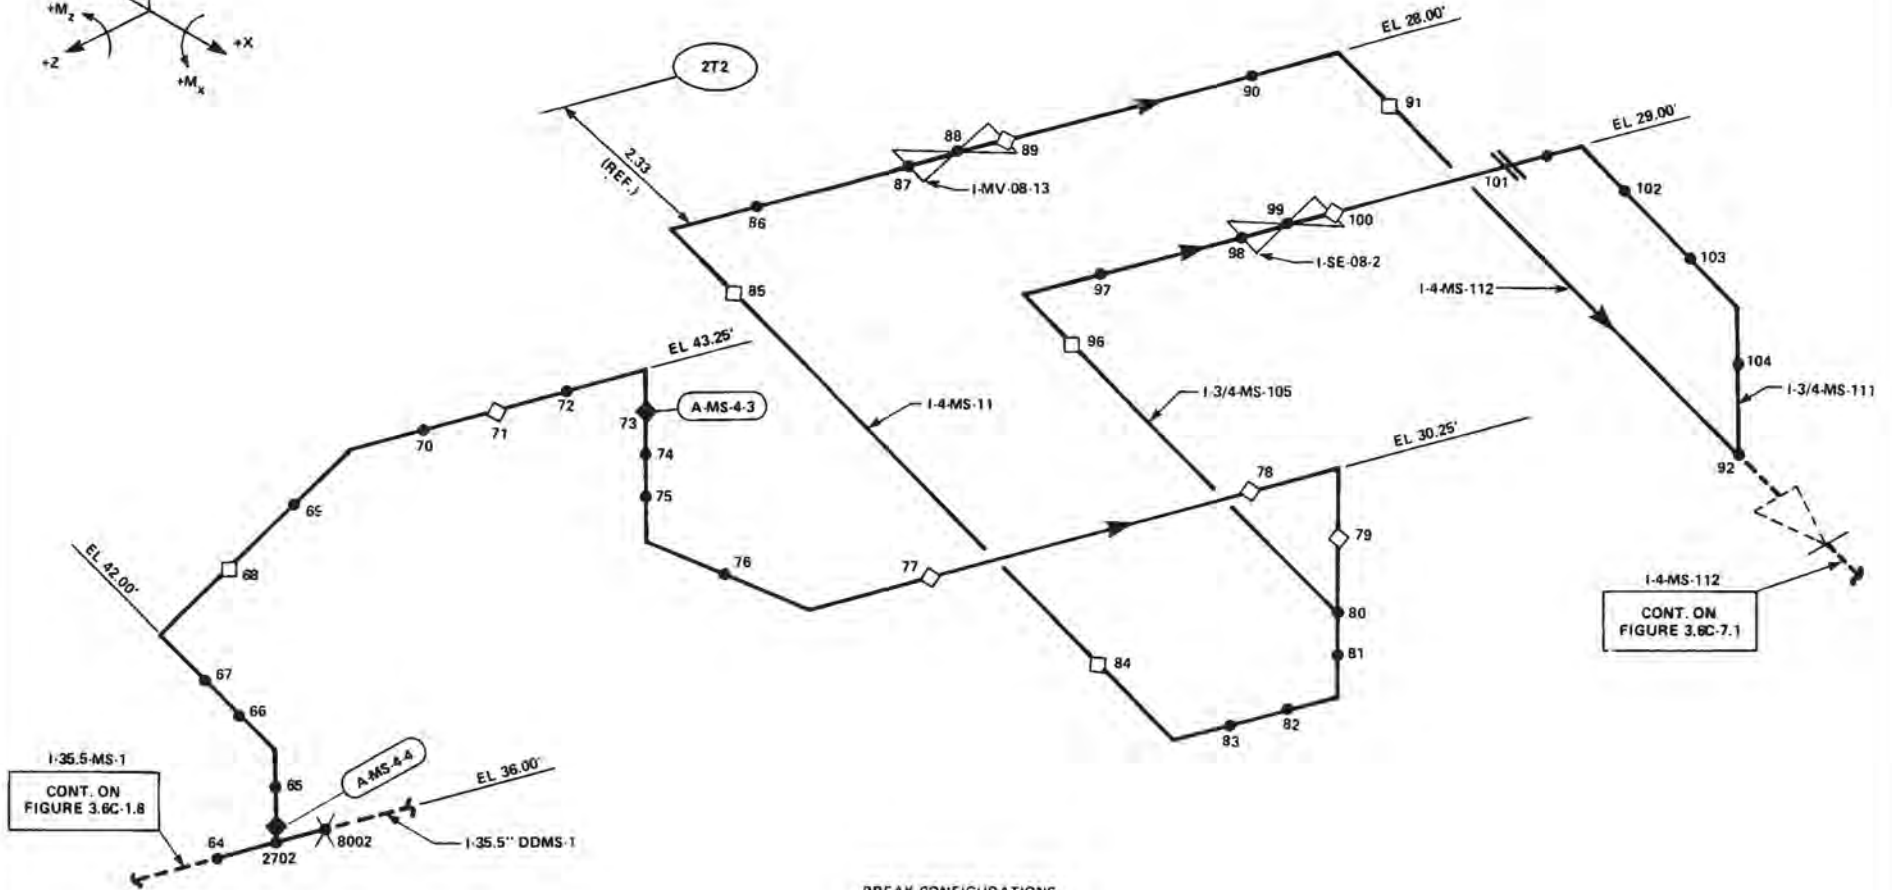 +Mz
+X
+Z
+Mx
2T2
EL 28.00'
90
91
88
89
87
I-MV-08-13
2.33
(REF.)
86
EL 29.00'
101
102
99
100
98
I-SE-08-2
97
103
I-4-MS-112
85
EL 43.25'
96
104
72
A-MS-4-3
I-4-MS-11
I-3/4-MS-105
I-3/4-MS-111
71
73
70
74
EL 30.25'
92
78
75
69
79
EL 42.00'
68
76
77
I-4-MS-112
CONT. ON
FIGURE 3.6C-7.1
80
81
84
67
66
82
83
I-35.5-MS-1
CONT. ON
FIGURE 3.6C-1.8
65
A-MS-4-4
EL 36.00'
64
2702
8002
I-35.5" DDMS-1